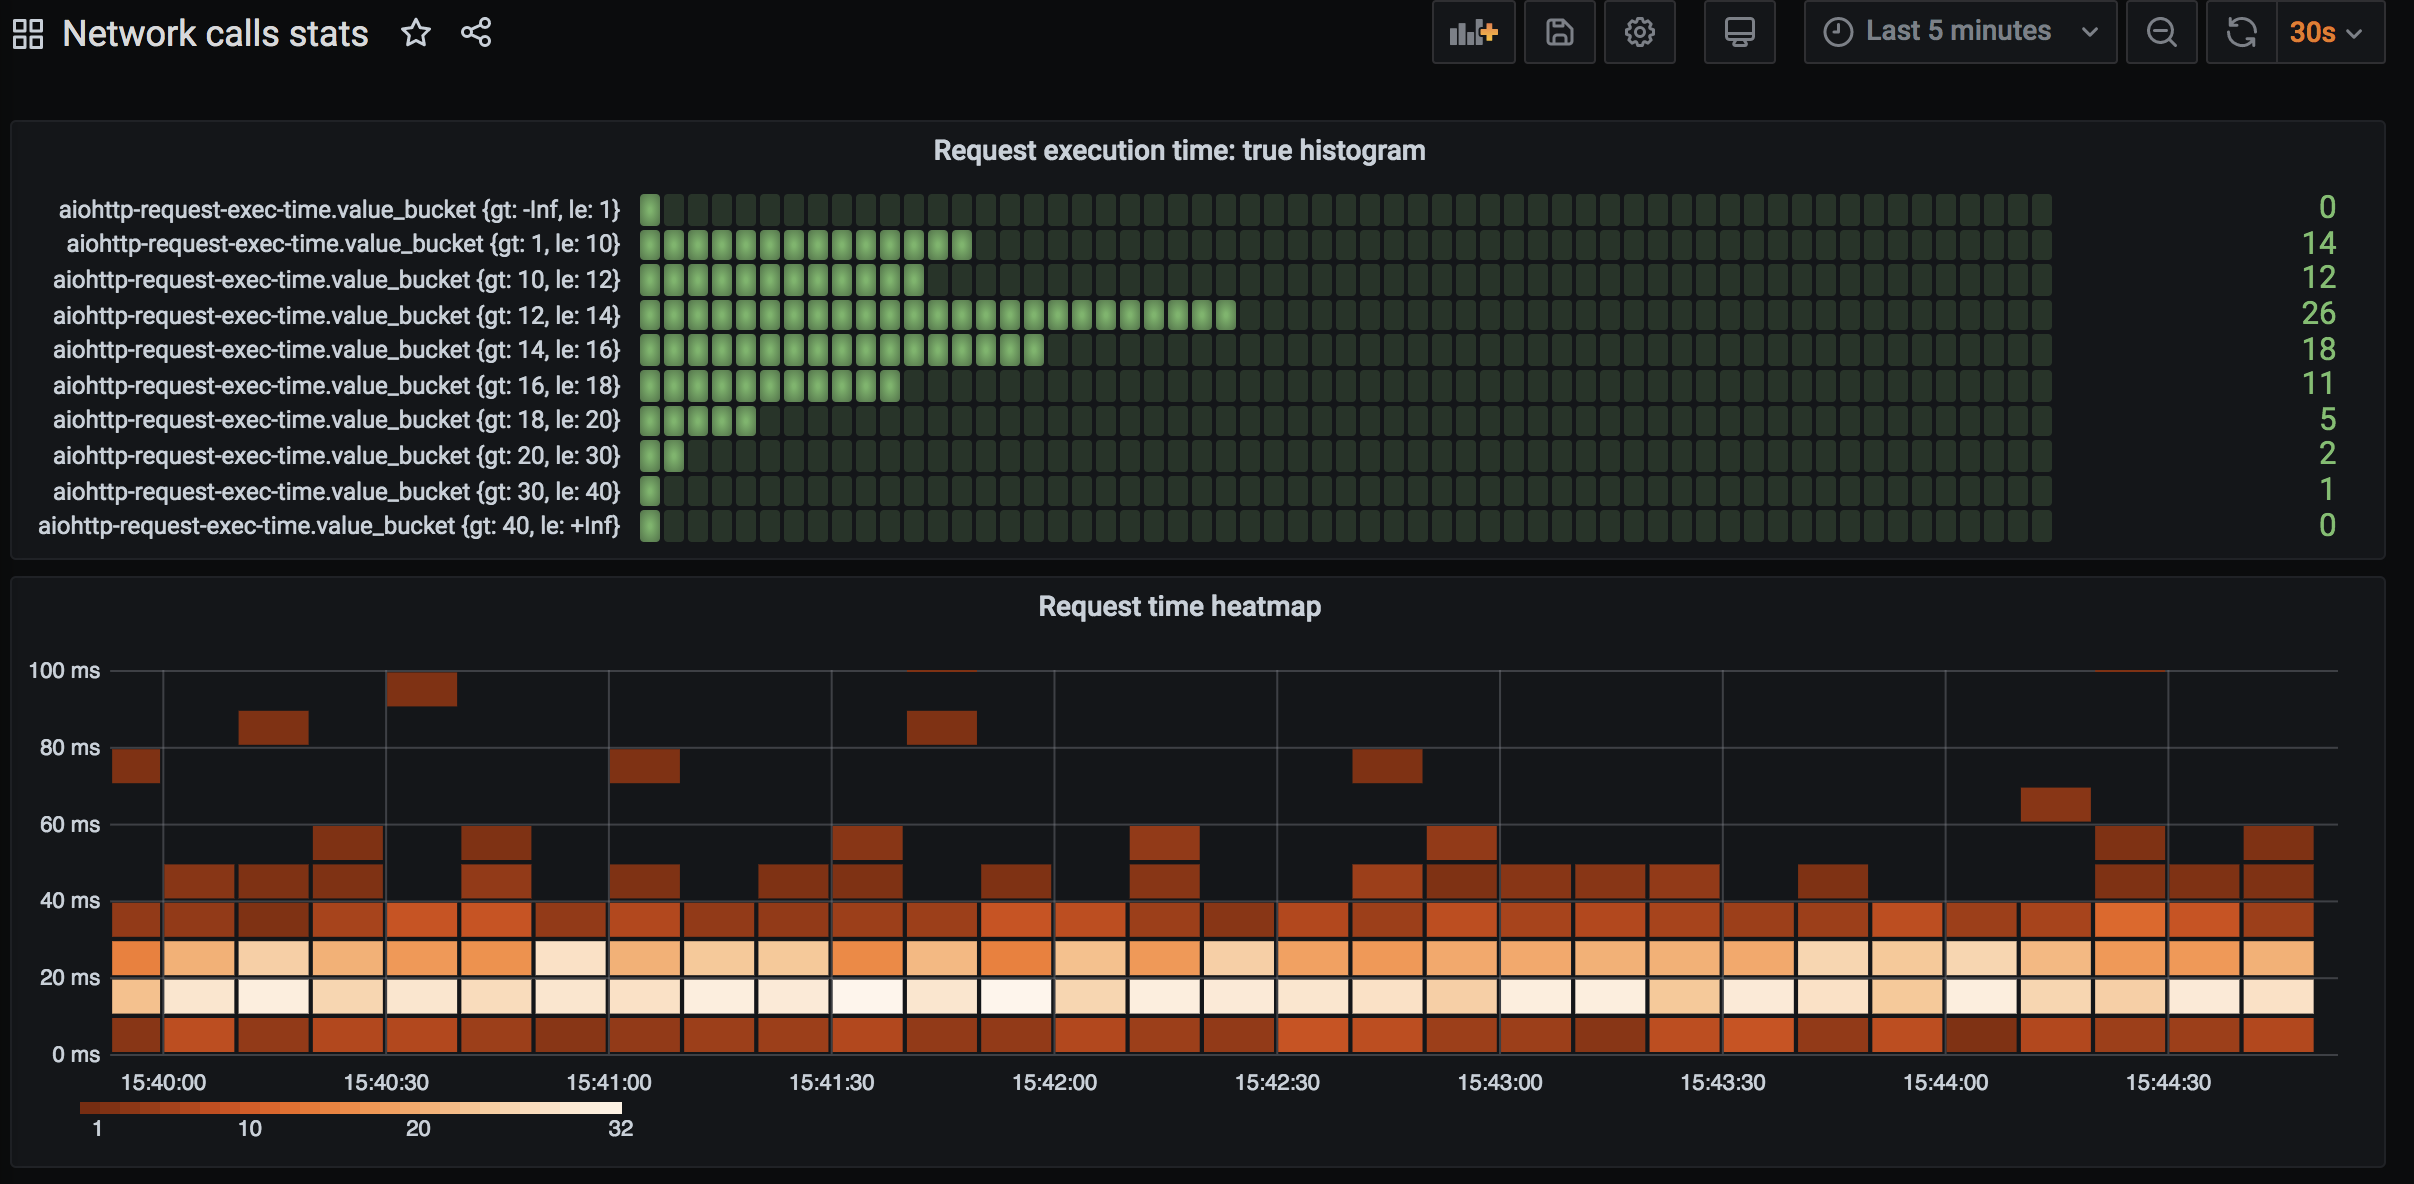 Network calls stats
Last 5 minutes
30s
Request execution time: true histogram
aiohttp-request-exec-time.value_bucket {gt: -Inf, le: 1} 0
aiohttp-request-exec-time.value_bucket {gt: 1, le: 10} 14
aiohttp-request-exec-time.value_bucket {gt: 10, le: 12} 12
aiohttp-request-exec-time.value_bucket {gt: 12, le: 14} 26
aiohttp-request-exec-time.value_bucket {gt: 14, le: 16} 18
aiohttp-request-exec-time.value_bucket {gt: 16, le: 18} 11
aiohttp-request-exec-time.value_bucket {gt: 18, le: 20} 5
aiohttp-request-exec-time.value_bucket {gt: 20, le: 30} 2
aiohttp-request-exec-time.value_bucket {gt: 30, le: 40} 1
aiohttp-request-exec-time.value_bucket {gt: 40, le: +Inf} 0
Request time heatmap
100 ms
80 ms
60 ms
40 ms
20 ms
0 ms
15:40:00 15:40:30 15:41:00 15:41:30 15:42:00 15:42:30 15:43:00 15:43:30 15:44:00 15:44:30
1 10 20 32